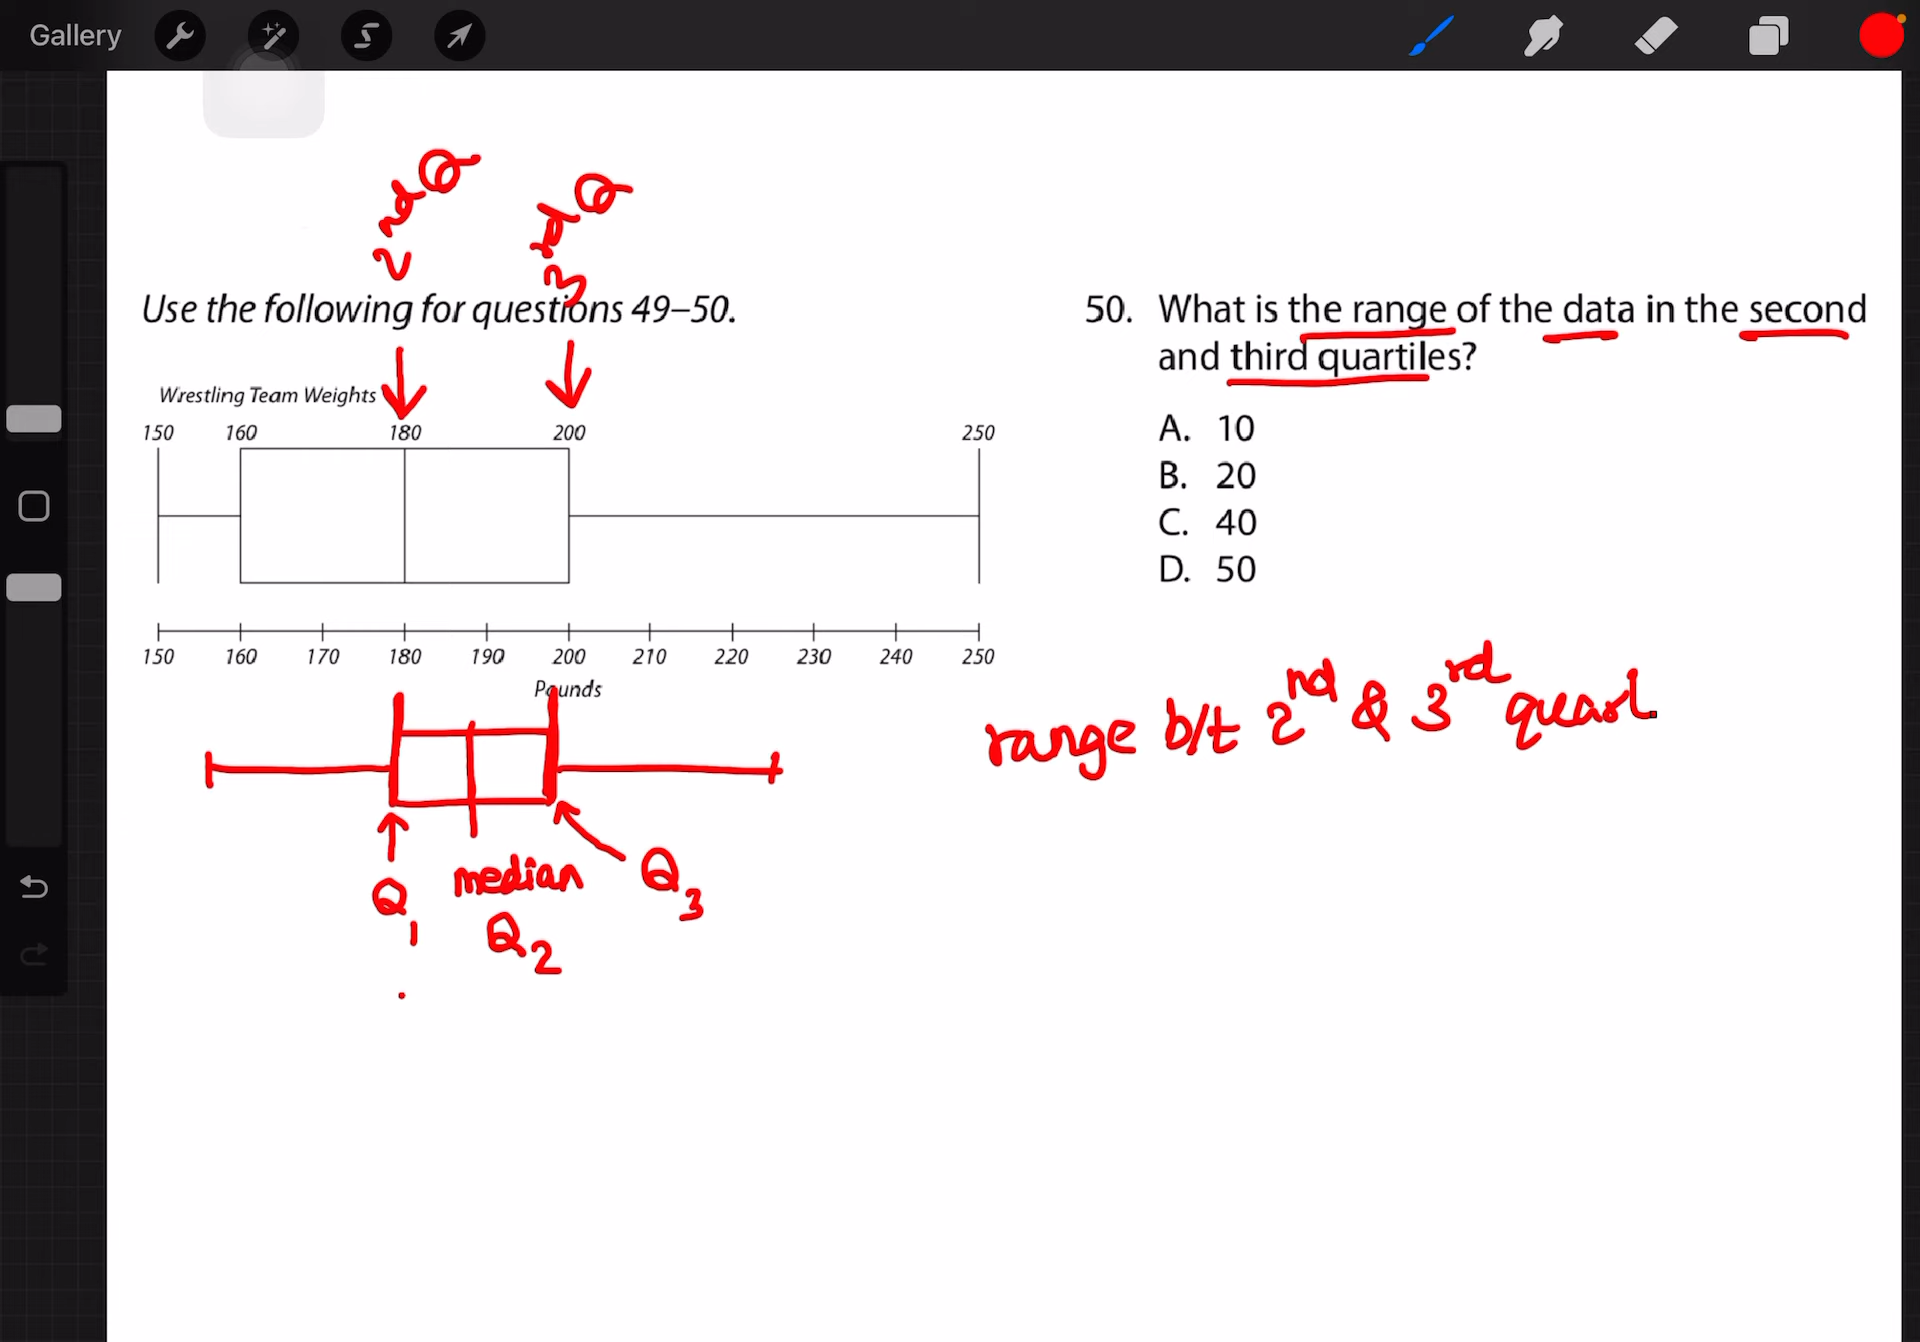 Gallery
2nd Q
3rd Q
Use the following for questions 49–50.
Wrestling Team Weights
150 160 180 200 250
150 160 170 180 190 200 210 220 230 240 250
Pounds
Q1
median
Q2
Q3
50. What is the range of the data in the second
and third quartiles?
A. 10
B. 20
C. 40
D. 50
range b/t 2nd & 3rd quart